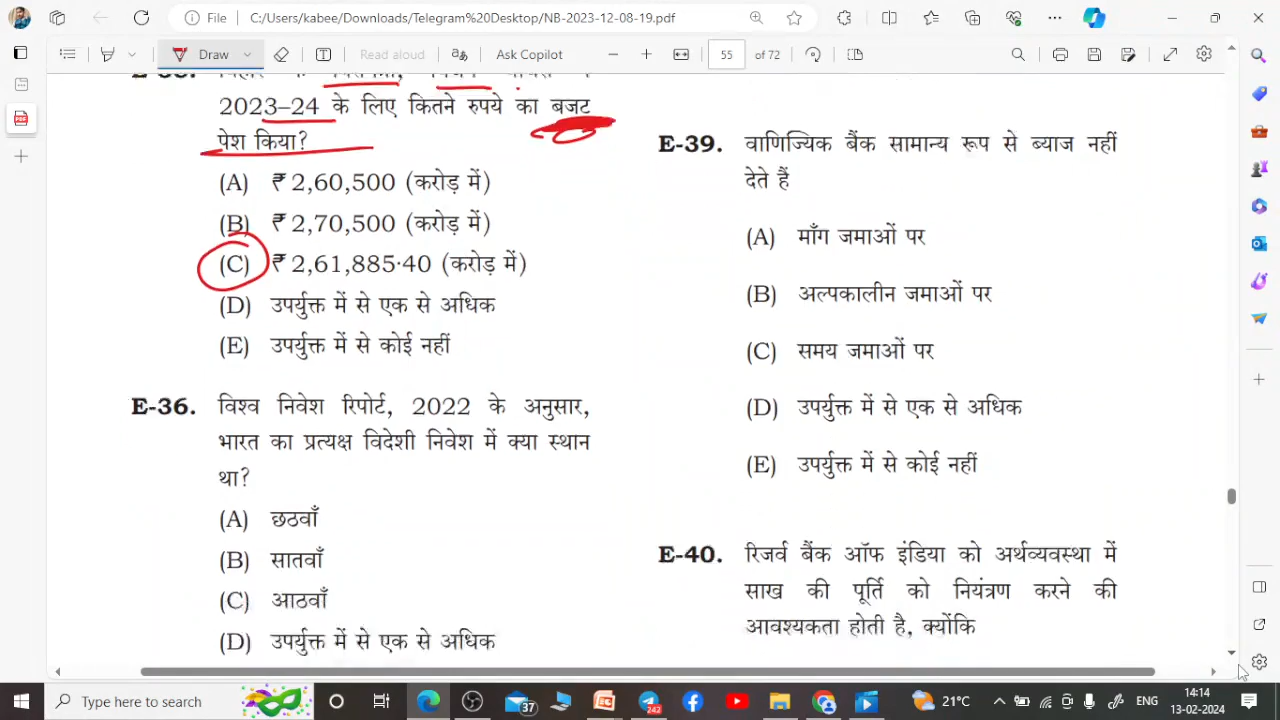 File
C:/Users/kabee/Downloads/Telegram%20Desktop/NB-2023-12-08-19.pdf
Draw
Read aloud
Ask Copilot
55
of 72
2023–24 के लिए कितने रुपये का बजट
पेश किया?
(A) ₹ 2,60,500 (करोड़ में)
(B) ₹ 2,70,500 (करोड़ में)
(C) ₹ 2,61,885·40 (करोड़ में)
(D) उपर्युक्त में से एक से अधिक
(E) उपर्युक्त में से कोई नहीं
E-36. विश्व निवेश रिपोर्ट, 2022 के अनुसार,
भारत का प्रत्यक्ष विदेशी निवेश में क्या स्थान
था?
(A) छठवाँ
(B) सातवाँ
(C) आठवाँ
(D) उपर्युक्त में से एक से अधिक
E-39. वाणिज्यिक बैंक सामान्य रूप से ब्याज नहीं
देते हैं
(A) माँग जमाओं पर
(B) अल्पकालीन जमाओं पर
(C) समय जमाओं पर
(D) उपर्युक्त में से एक से अधिक
(E) उपर्युक्त में से कोई नहीं
E-40. रिजर्व बैंक ऑफ इंडिया को अर्थव्यवस्था में
साख की पूर्ति को नियंत्रण करने की
आवश्यकता होती है, क्योंकि
Type here to search
37
242
21°C
ENG
14:14
13-02-2024